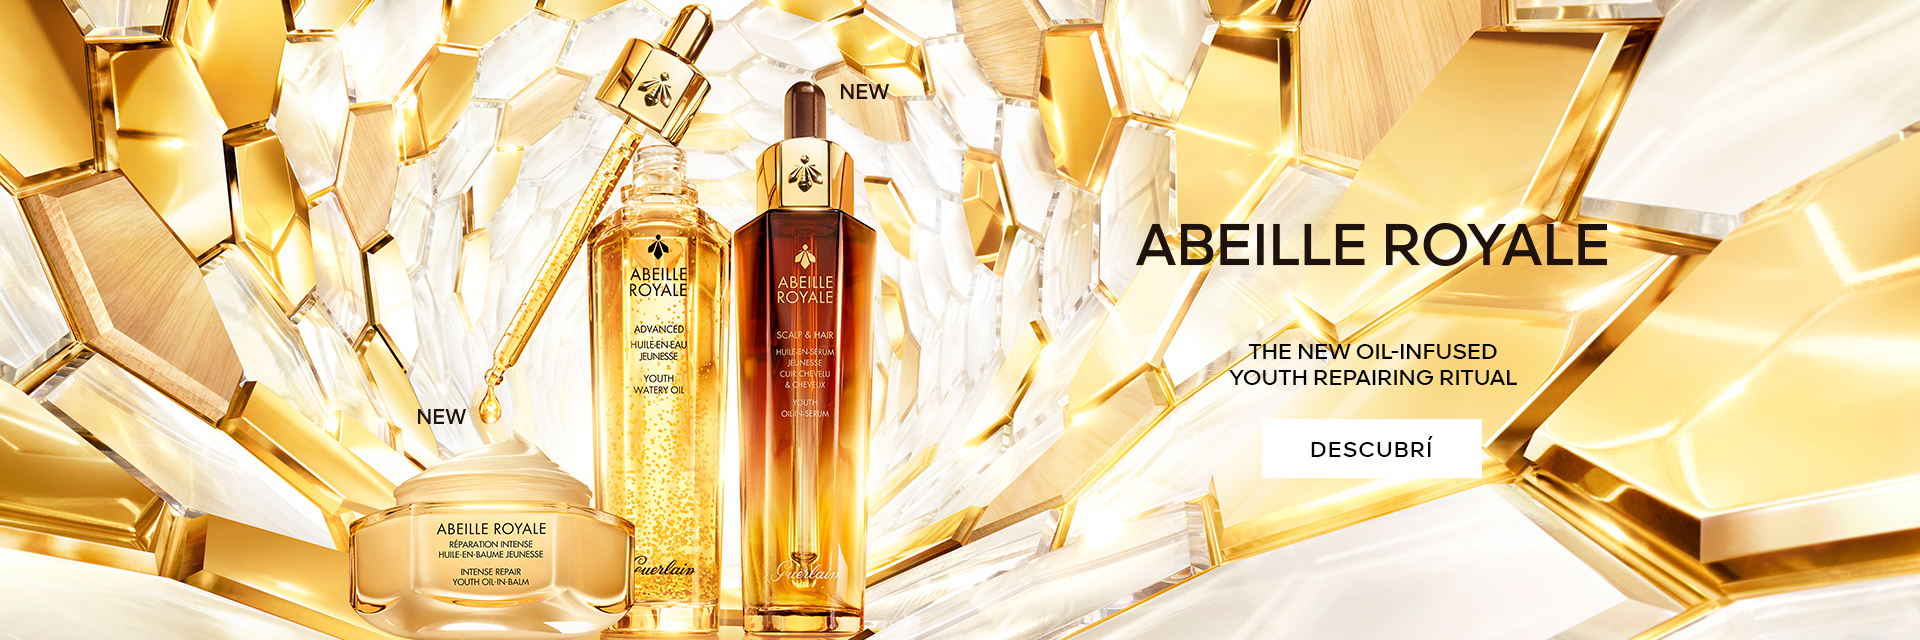 NEW
ABEILLE
ROYALE
ADVANCED
HUILE-EN-EAU
JEUNESSE
YOUTH
WATERY OIL
Guerlain
ABEILLE
ROYALE
SCALP & HAIR
HUILE-EN-SÉRUM
JEUNESSE
CUIR CHEVELU
& CHEVEUX
YOUTH
OIL-IN-SERUM
Guerlain
NEW
ABEILLE ROYALE
RÉPARATION INTENSE
HUILE-EN-BAUME JEUNESSE
INTENSE REPAIR
YOUTH OIL-IN-BALM
ABEILLE ROYALE
THE NEW OIL-INFUSED
YOUTH REPAIRING RITUAL
DESCUBRÍ